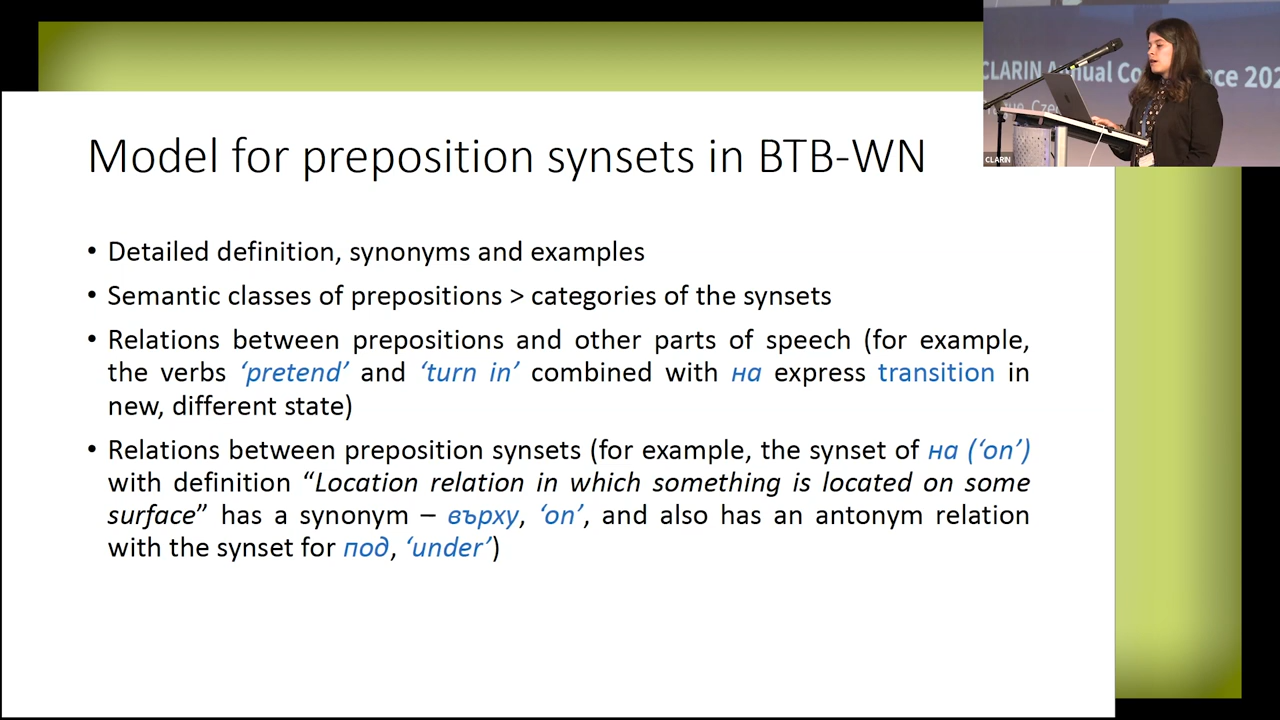 CLARIN Annual Conference 202
Model for preposition synsets in BTB-WN
CLARIN
• Detailed definition, synonyms and examples
• Semantic classes of prepositions > categories of the synsets
• Relations between prepositions and other parts of speech (for example,
the verbs ‘pretend’ and ‘turn in’ combined with на express transition in
new, different state)
• Relations between preposition synsets (for example, the synset of на (‘on’)
with definition “Location relation in which something is located on some
surface” has a synonym – върху, ‘on’, and also has an antonym relation
with the synset for под, ‘under’)